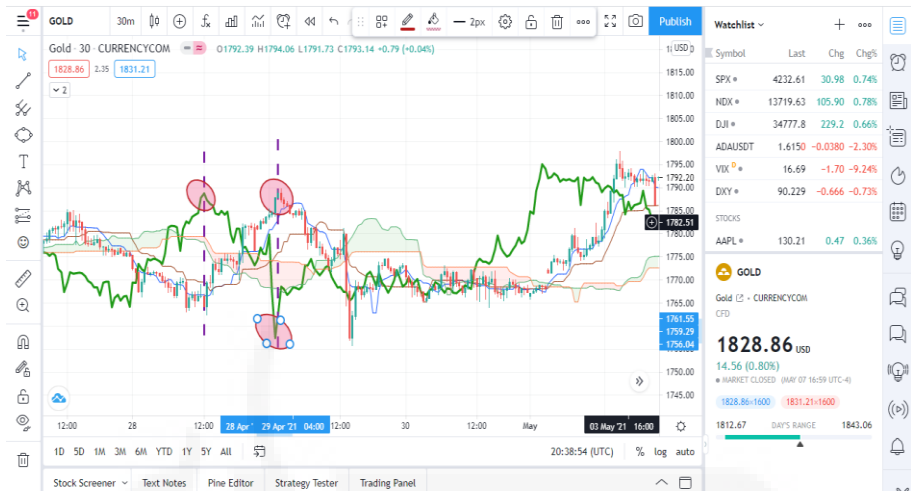 11
GOLD 30m 2px Publish
Gold · 30 · CURRENCYCOM O1792.39 H1794.06 L1791.73 C1793.14 +0.79 (+0.04%)
USD
1828.86 2.35 1831.21
2
1815.00
1810.00
1805.00
1800.00
1795.00
1792.20
1790.00
1785.00
1782.51
1780.00
1775.00
1770.00
1765.00
1761.55
1759.29
1756.04
1750.00
1745.00
12:00 28 12:00 28 Apr ' 29 Apr '21 04:00 12:00 30 12:00 May 03 May '21 16:00
1D 5D 1M 3M 6M YTD 1Y 5Y All 20:38:54 (UTC) % log auto
Stock Screener Text Notes Pine Editor Strategy Tester Trading Panel
Watchlist
Symbol Last Chg Chg%
SPX 4232.61 30.98 0.74%
NDX 13719.63 105.90 0.78%
DJI 34777.8 229.2 0.66%
ADAUSDT 1.6150 −0.0380 −2.30%
VIX D 16.69 −1.70 −9.24%
DXY 90.229 −0.666 −0.73%
STOCKS
AAPL 130.21 0.47 0.36%
GOLD
Gold · CURRENCYCOM
CFD
1828.86 USD
14.56 (0.80%)
MARKET CLOSED (MAY 07 16:59 UTC-4)
1828.86×1600 1831.21×1600
1812.67 DAY'S RANGE 1843.06